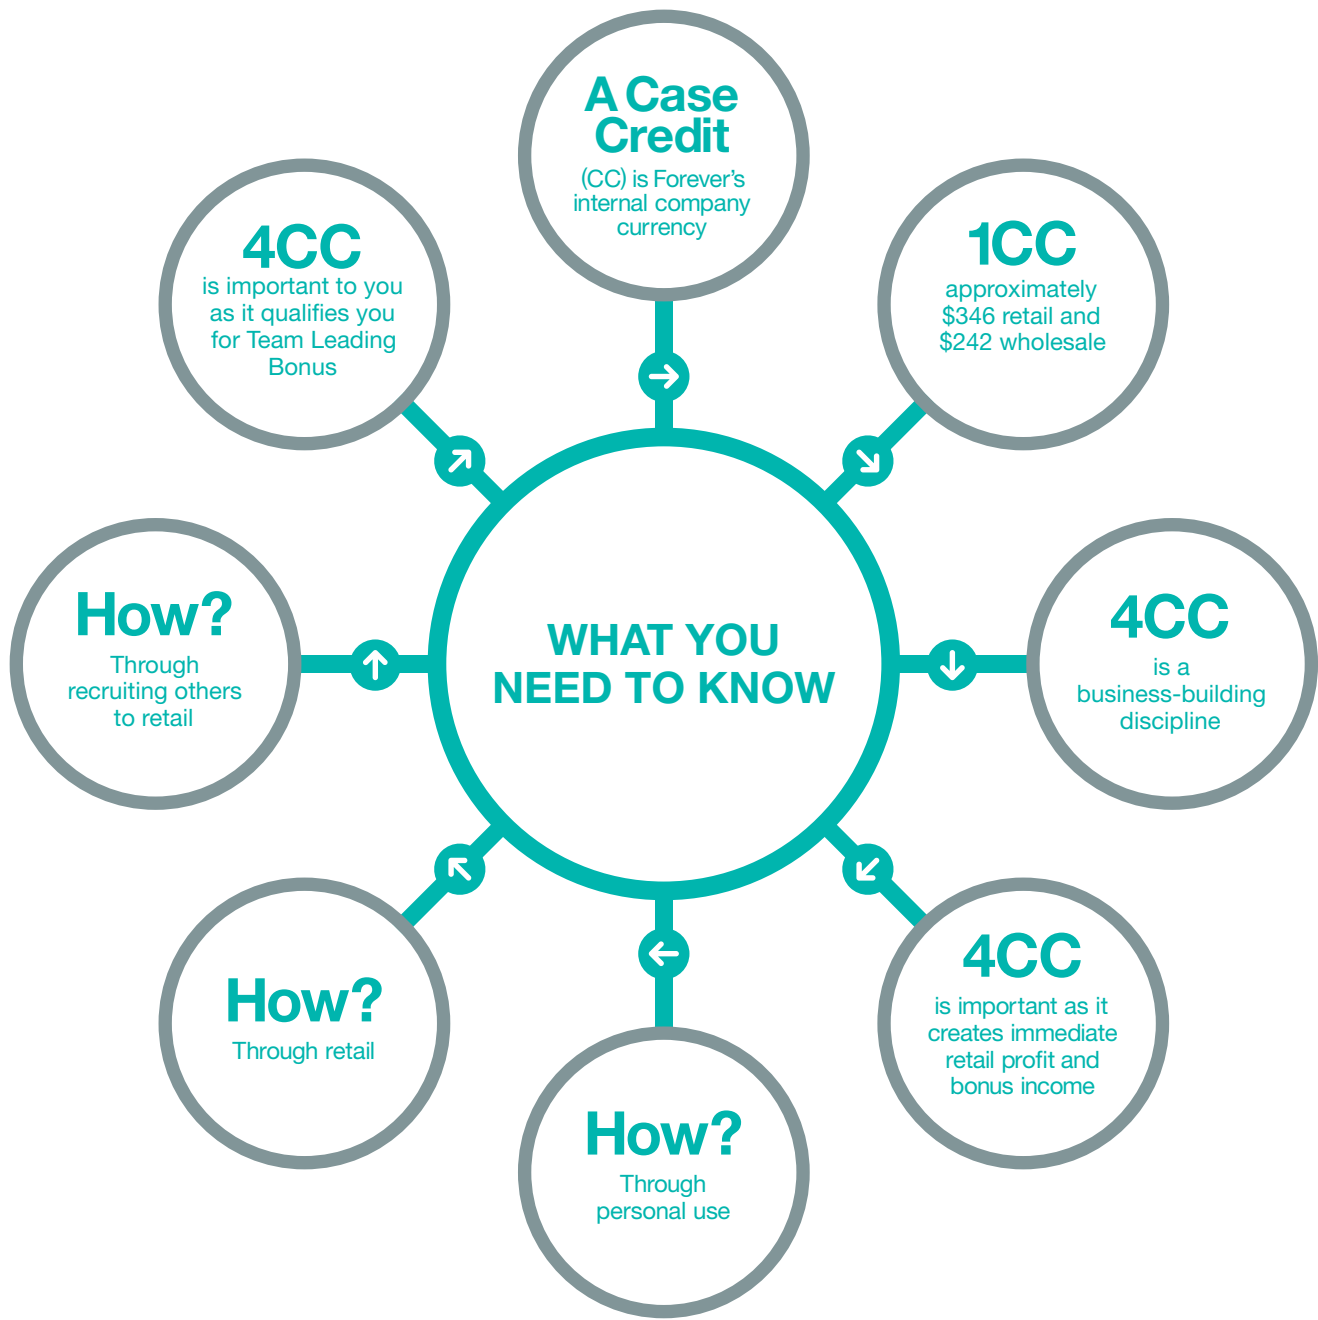 A Case
Credit
(CC) is Forever's
internal company
currency
1CC
approximately
$346 retail and
$242 wholesale
4CC
is a
business-building
discipline
4CC
is important as it
creates immediate
retail profit and
bonus income
How?
Through
personal use
How?
Through retail
How?
Through
recruiting others
to retail
4CC
is important to you
as it qualifies you
for Team Leading
Bonus
WHAT YOU
NEED TO KNOW